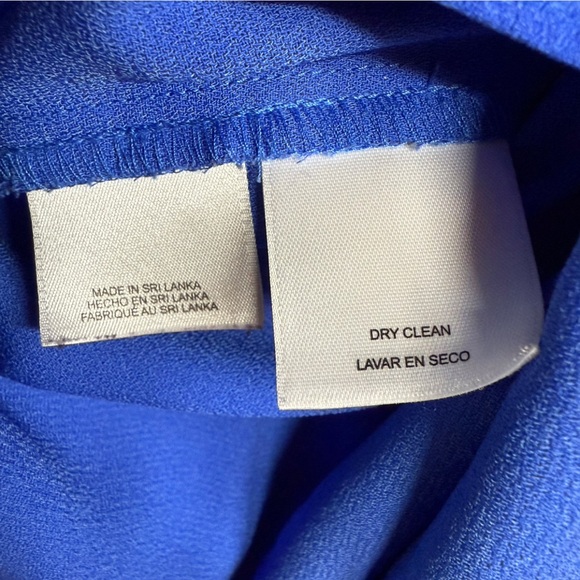 MADE IN SRI LANKA
HECHO EN SRI LANKA
FABRIQUÉ AU SRI LANKA
DRY CLEAN
LAVAR EN SECO